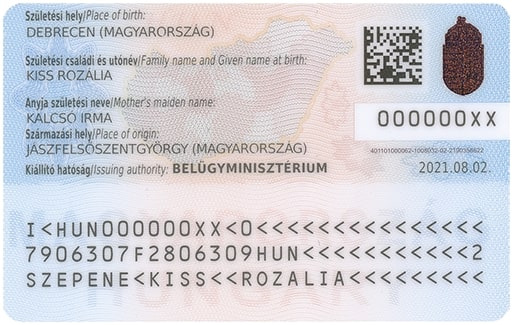 Születési hely/Place of birth:
DEBRECEN (MAGYARORSZÁG)
Születési családi és utónév/Family name and Given name at birth:
KISS ROZÁLIA
Anyja születési neve/Mother's maiden name:
KALCSÓ IRMA
Származási hely/Place of origin:
JÁSZFELSŐSZENTGYÖRGY (MAGYARORSZÁG)
Kiállító hatóság/Issuing authority: BELÜGYMINISZTÉRIUM
000000XX
2021.08.02.
I<HUN000000XX<0<<<<<<<<<<<<<<<
7906307F2806309HUN<<<<<<<<<<<2
SZEPENE<KISS<<ROZALIA<<<<<<<<<